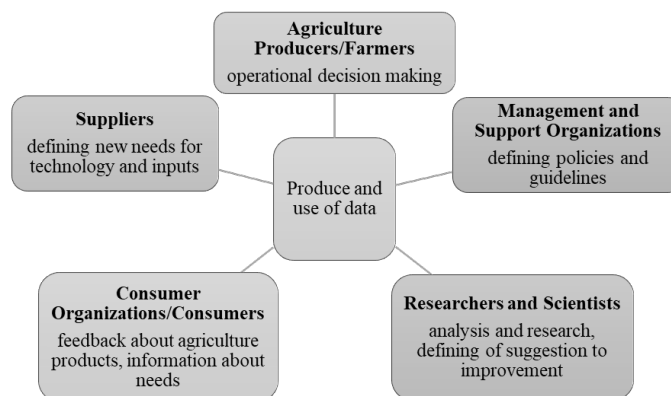 Agriculture
Producers/Farmers
operational decision making
Suppliers
defining new needs for
technology and inputs
Management and
Support Organizations
defining policies and
guidelines
Produce and
use of data
Consumer
Organizations/Consumers
feedback about agriculture
products, information about
needs
Researchers and Scientists
analysis and research,
defining of suggestion to
improvement